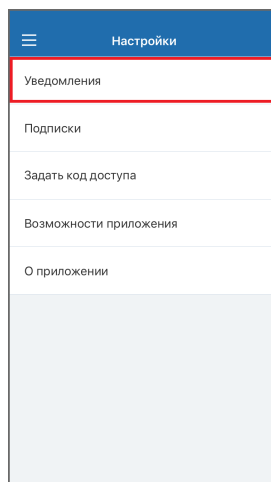 Настройки
Уведомления
Подписки
Задать код доступа
Возможности приложения
О приложении